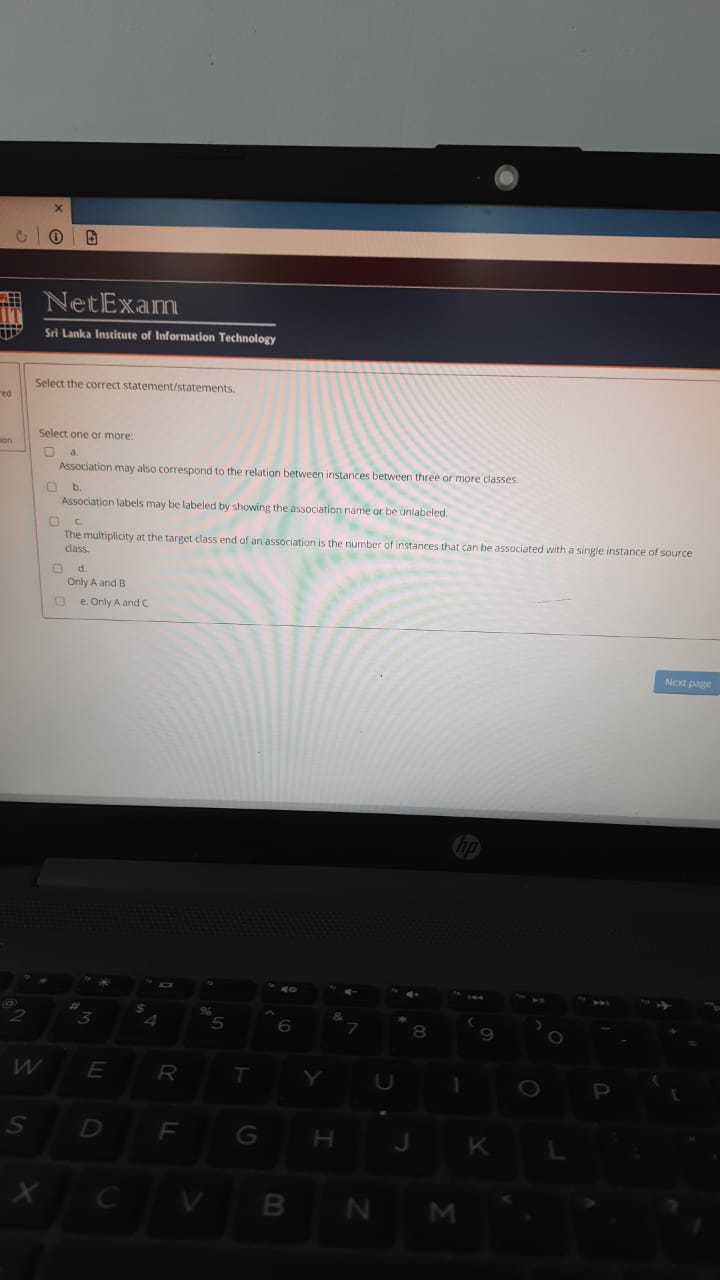 x
NetExam
Sri Lanka Institute of Information Technology
Select the correct statement/statements.
Select one or more:
a.
Association may also correspond to the relation between instances between three or more classes.
b.
Association labels may be labeled by showing the association name or be unlabeled.
c.
The multiplicity at the target class end of an association is the number of instances that can be associated with a single instance of source
class.
d.
Only A and B
e. Only A and C
Next page
hp
@ # $ % ^ & * ( )
2 3 4 5 6 7 8 9 0 - + =
W E R T Y U I O P { [
S D F G H J K L
X C V B N M < , > . ? /